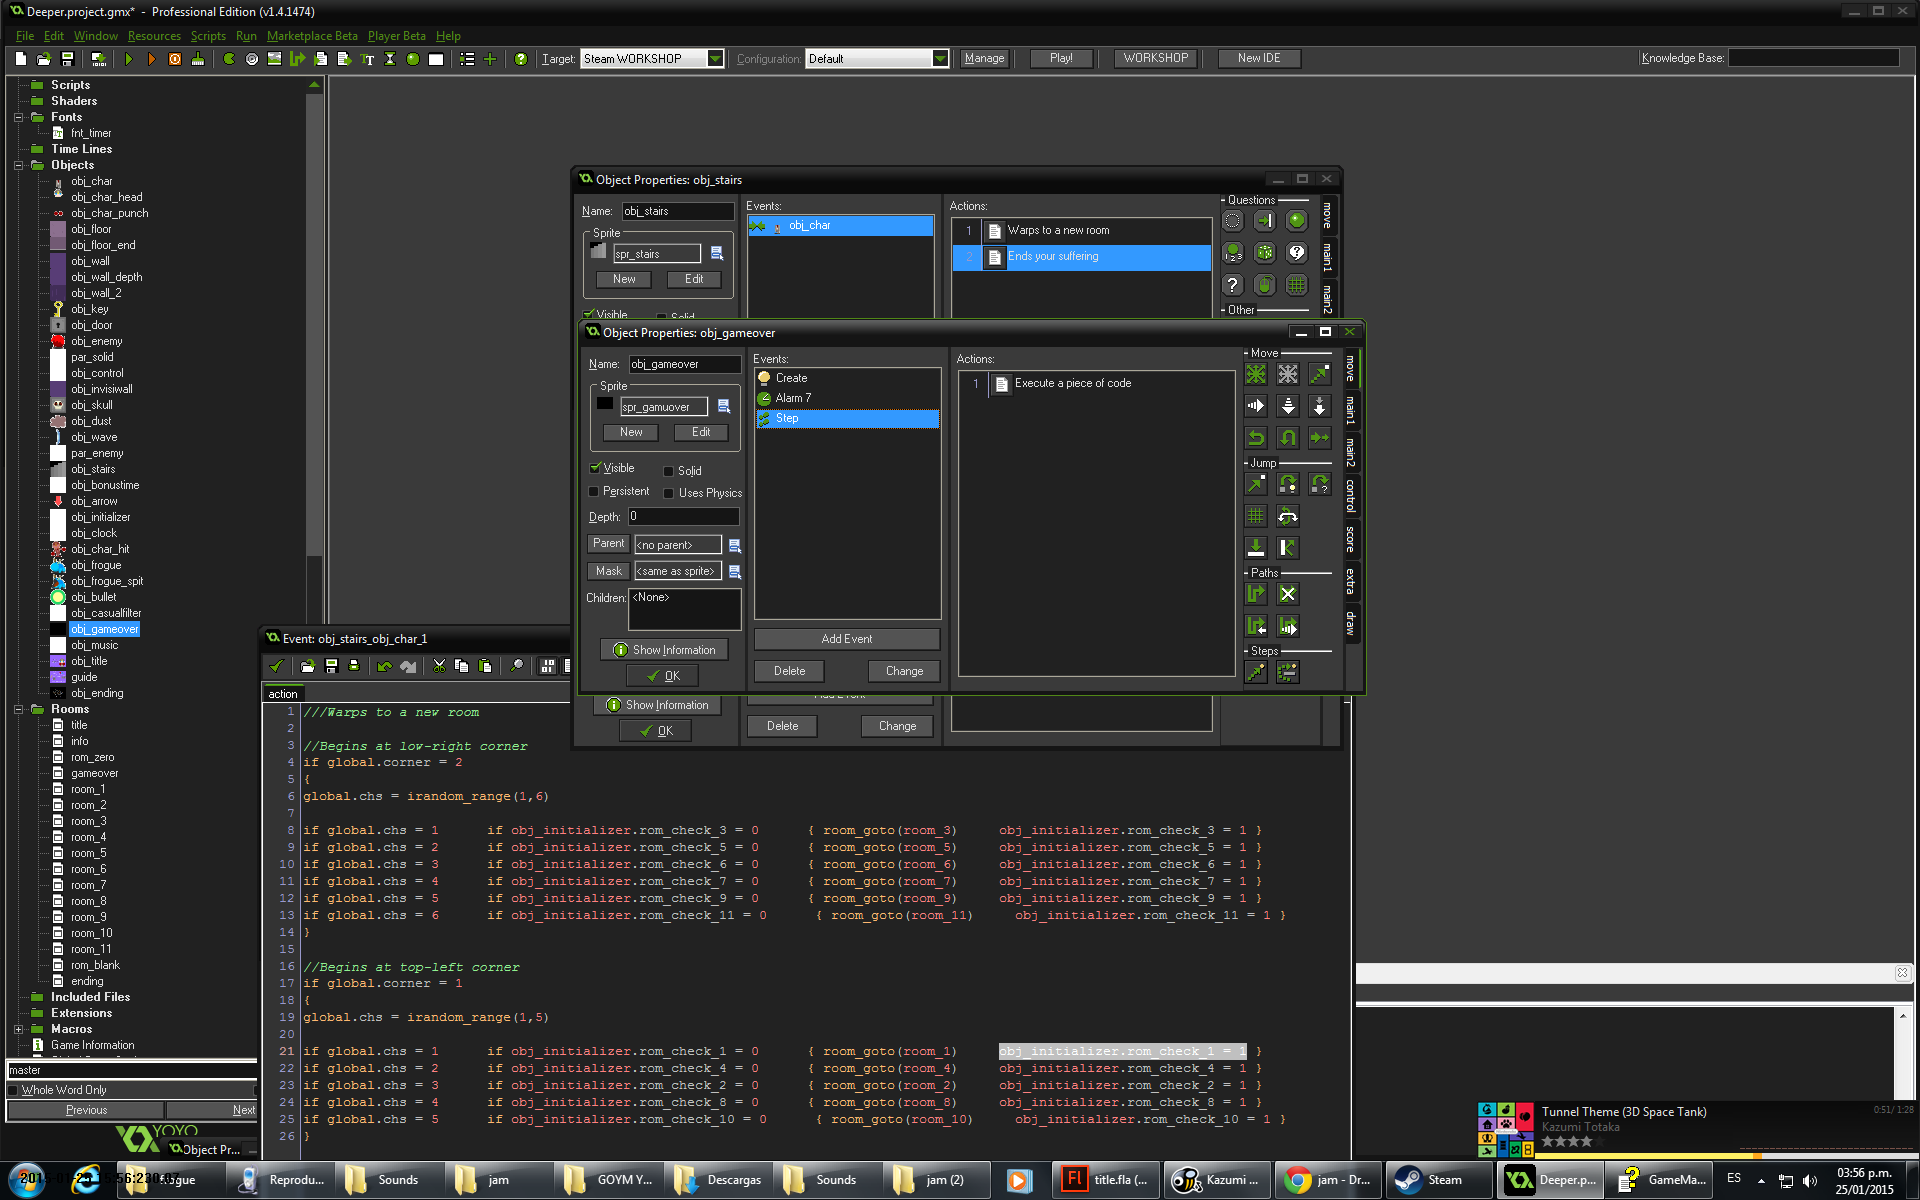 Deeper.project.gmx* - Professional Edition (v1.4.1474)
File Edit Window Resources Scripts Run Marketplace Beta Player Beta Help
Target: Steam WORKSHOP Configuration: Default Manage Play! WORKSHOP New IDE Knowledge Base:
Scripts
Shaders
Fonts
fnt_timer
Time Lines
Objects
obj_char
obj_char_head
obj_char_punch
obj_floor
obj_floor_end
obj_wall
obj_wall_depth
obj_wall_2
obj_key
obj_door
obj_enemy
par_solid
obj_control
obj_invisiwall
obj_skull
obj_dust
obj_wave
par_enemy
obj_stairs
obj_bonustime
obj_arrow
obj_initializer
obj_clock
obj_char_hit
obj_frogue
obj_frogue_spit
obj_bullet
obj_casualfilter
obj_gameover
obj_music
obj_title
guide
obj_ending
Rooms
title
info
rom_zero
gameover
room_1
room_2
room_3
room_4
room_5
room_6
room_7
room_8
room_9
room_10
room_11
rom_blank
ending
Included Files
Extensions
Macros
Game Information
master
Whole Word Only
Previous
Next
YOYO
Object Pr...
Object Properties: obj_stairs
Name: obj_stairs
Sprite
spr_stairs
New Edit
Visible Solid
Events:
obj_char
Actions:
1 Warps to a new room
2 Ends your suffering
Questions
Other
move
main1
main2
Object Properties: obj_gameover
Name: obj_gameover
Sprite
spr_gamuover
New Edit
Visible Solid
Persistent Uses Physics
Depth: 0
Parent <no parent>
Mask <same as sprite>
Children: <None>
Show Information
OK
Events:
Create
Alarm 7
Step
Add Event
Delete Change
Actions:
1 Execute a piece of code
Move
Jump
Paths
Steps
move
main1
main2
control
score
extra
draw
Show Information
OK
Add Event
Delete Change
Event: obj_stairs_obj_char_1
action
1 ///Warps to a new room
2
3 //Begins at low-right corner
4 if global.corner = 2
5 {
6 global.chs = irandom_range(1,6)
7
8 if global.chs = 1 if obj_initializer.rom_check_3 = 0 { room_goto(room_3) obj_initializer.rom_check_3 = 1 }
9 if global.chs = 2 if obj_initializer.rom_check_5 = 0 { room_goto(room_5) obj_initializer.rom_check_5 = 1 }
10 if global.chs = 3 if obj_initializer.rom_check_6 = 0 { room_goto(room_6) obj_initializer.rom_check_6 = 1 }
11 if global.chs = 4 if obj_initializer.rom_check_7 = 0 { room_goto(room_7) obj_initializer.rom_check_7 = 1 }
12 if global.chs = 5 if obj_initializer.rom_check_9 = 0 { room_goto(room_9) obj_initializer.rom_check_9 = 1 }
13 if global.chs = 6 if obj_initializer.rom_check_11 = 0 { room_goto(room_11) obj_initializer.rom_check_11 = 1 }
14 }
15
16 //Begins at top-left corner
17 if global.corner = 1
18 {
19 global.chs = irandom_range(1,5)
20
21 if global.chs = 1 if obj_initializer.rom_check_1 = 0 { room_goto(room_1) obj_initializer.rom_check_1 = 1 }
22 if global.chs = 2 if obj_initializer.rom_check_4 = 0 { room_goto(room_4) obj_initializer.rom_check_4 = 1 }
23 if global.chs = 3 if obj_initializer.rom_check_2 = 0 { room_goto(room_2) obj_initializer.rom_check_2 = 1 }
24 if global.chs = 4 if obj_initializer.rom_check_8 = 0 { room_goto(room_8) obj_initializer.rom_check_8 = 1 }
25 if global.chs = 5 if obj_initializer.rom_check_10 = 0 { room_goto(room_10) obj_initializer.rom_check_10 = 1 }
26 }
Tunnel Theme (3D Space Tank)
Kazumi Totaka
0:51/ 1:28
Reprodu... Sounds jam GOYM Y... Descargas Sounds jam (2) title.fla (... Kazumi ... jam - Dr... Steam Deeper.p... GameMa... ES
03:56 p.m.
25/01/2015